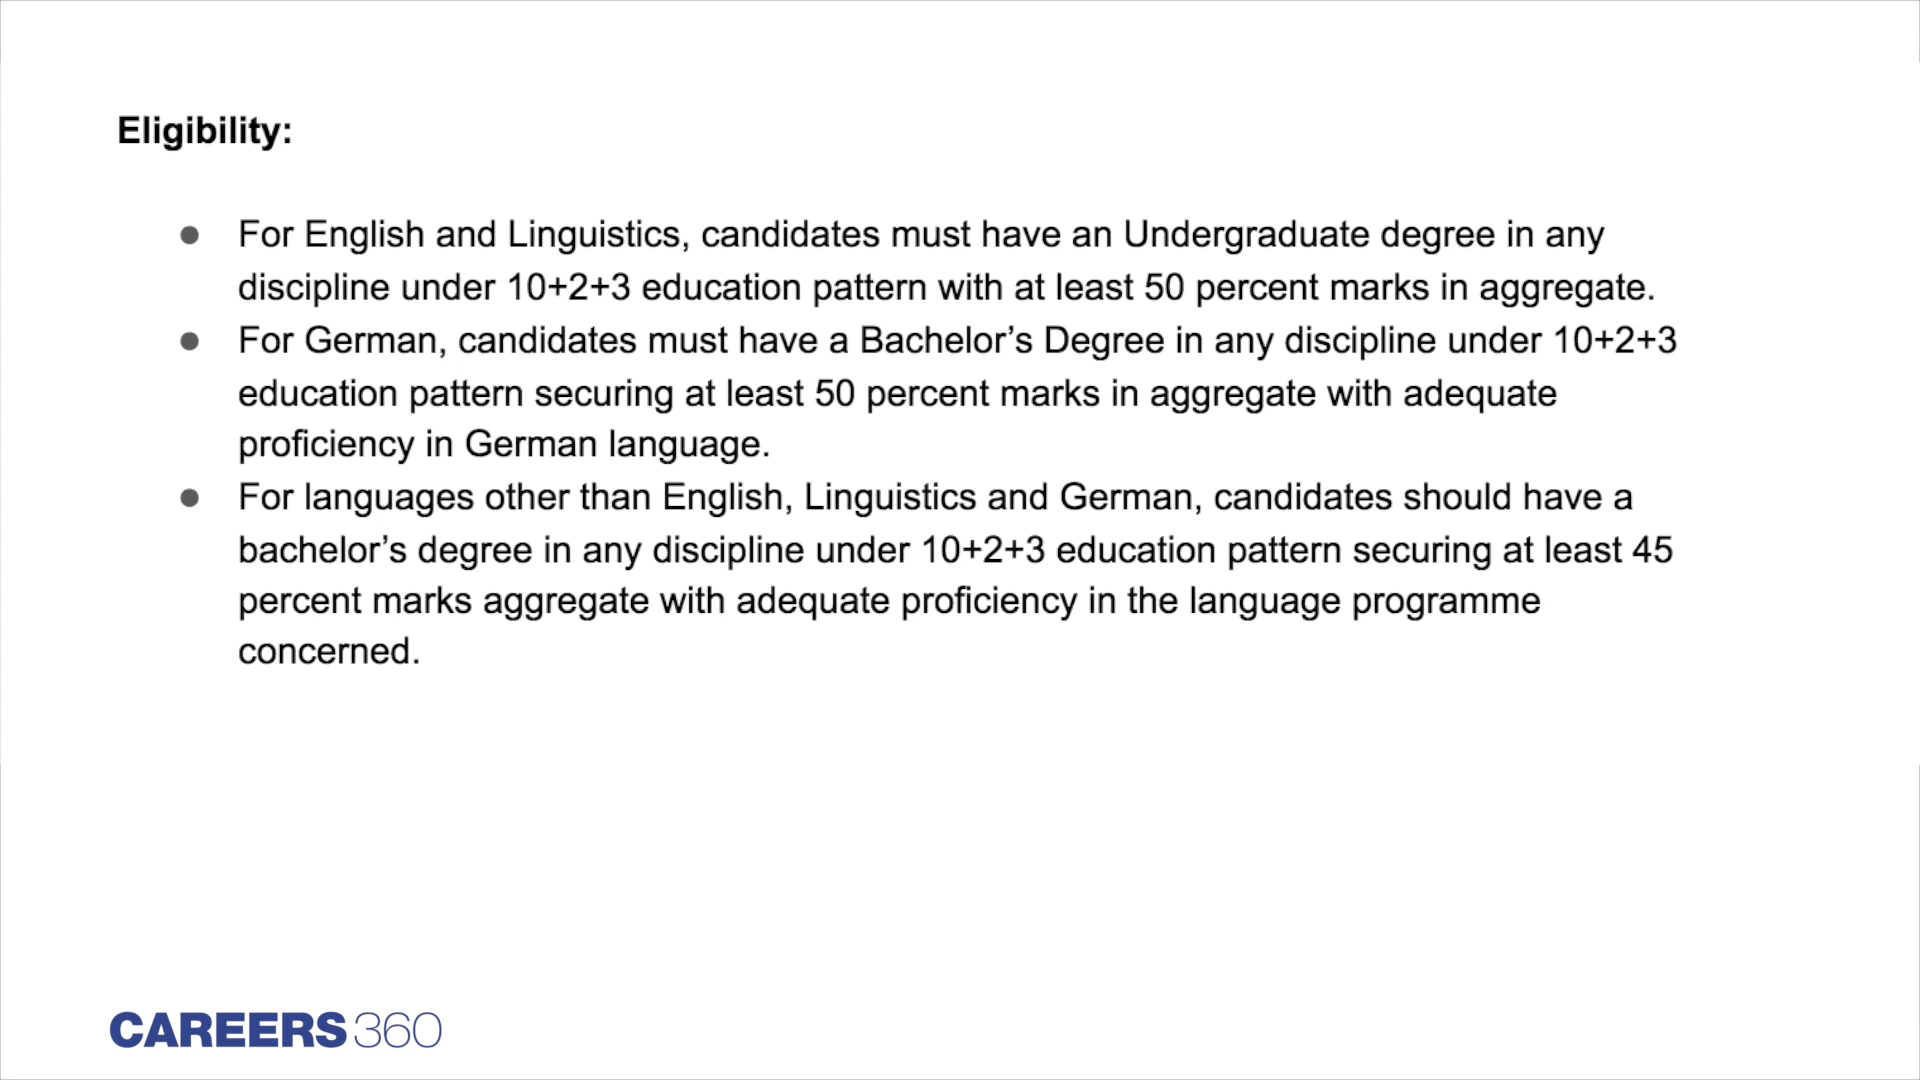 Eligibility:
● For English and Linguistics, candidates must have an Undergraduate degree in any
discipline under 10+2+3 education pattern with at least 50 percent marks in aggregate.
● For German, candidates must have a Bachelor’s Degree in any discipline under 10+2+3
education pattern securing at least 50 percent marks in aggregate with adequate
proficiency in German language.
● For languages other than English, Linguistics and German, candidates should have a
bachelor’s degree in any discipline under 10+2+3 education pattern securing at least 45
percent marks aggregate with adequate proficiency in the language programme
concerned.
CAREERS360